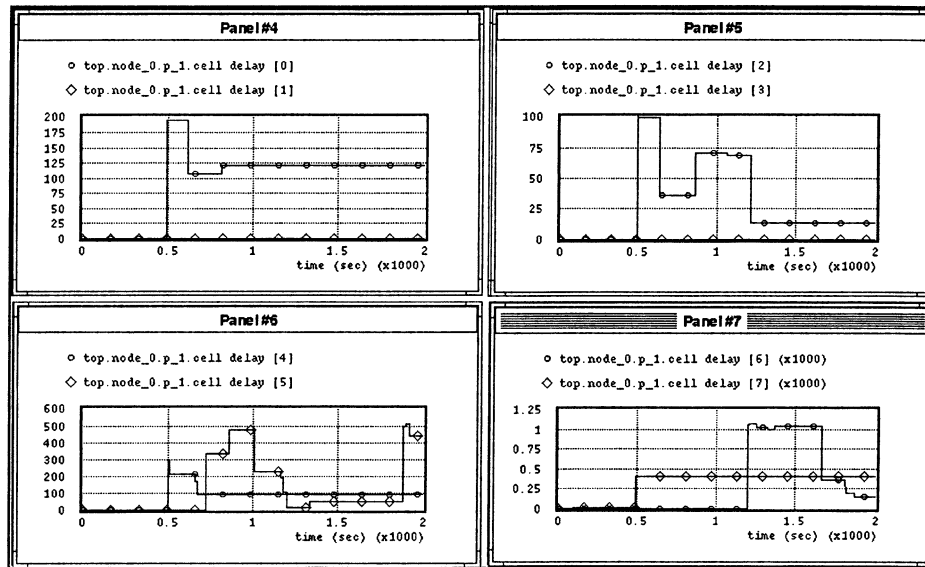 Panel #4
top.node_0.p_1.cell delay [0]
top.node_0.p_1.cell delay [1]
200
175
150
125
100
75
50
25
0
0 0.5 1 1.5 2
time (sec) (x1000)
Panel #5
top.node_0.p_1.cell delay [2]
top.node_0.p_1.cell delay [3]
100
75
50
25
0
0 0.5 1 1.5 2
time (sec) (x1000)
Panel #6
top.node_0.p_1.cell delay [4]
top.node_0.p_1.cell delay [5]
600
500
400
300
200
100
0
0 0.5 1 1.5 2
time (sec) (x1000)
Panel #7
top.node_0.p_1.cell delay [6] (x1000)
top.node_0.p_1.cell delay [7] (x1000)
1.25
1
0.5
0.25
0
0 0.5 1 1.5 2
time (sec) (x1000)